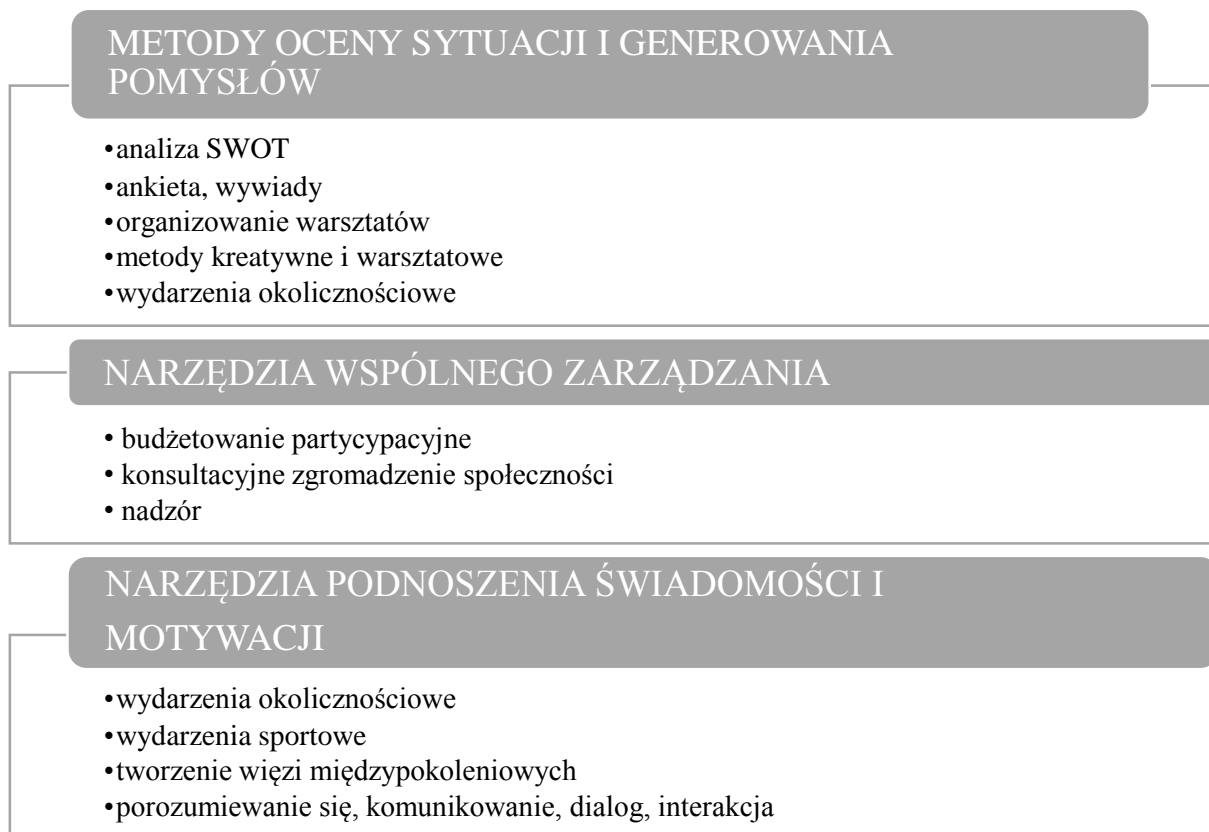 METODY OCENY SYTUACJI I GENEROWANIA
POMYSŁÓW
•analiza SWOT
•ankieta, wywiady
•organizowanie warsztatów
•metody kreatywne i warsztatowe
•wydarzenia okolicznościowe
NARZĘDZIA WSPÓLNEGO ZARZĄDZANIA
• budżetowanie partycypacyjne
• konsultacyjne zgromadzenie społeczności
• nadzór
NARZĘDZIA PODNOSZENIA ŚWIADOMOŚCI I
MOTYWACJI
•wydarzenia okolicznościowe
•wydarzenia sportowe
•tworzenie więzi międzypokoleniowych
•porozumiewanie się, komunikowanie, dialog, interakcja